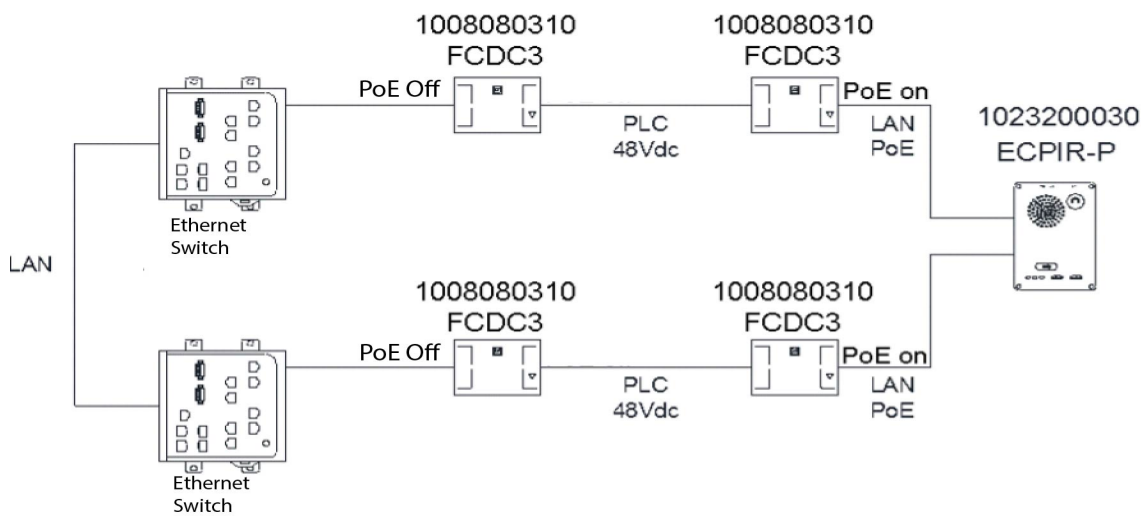 1008080310
FCDC3
1008080310
FCDC3
PoE Off
PoE on
PLC
48Vdc
LAN
PoE
1023200030
ECPIR-P
Ethernet
Switch
LAN
1008080310
FCDC3
1008080310
FCDC3
PoE Off
PoE on
PLC
48Vdc
LAN
PoE
Ethernet
Switch